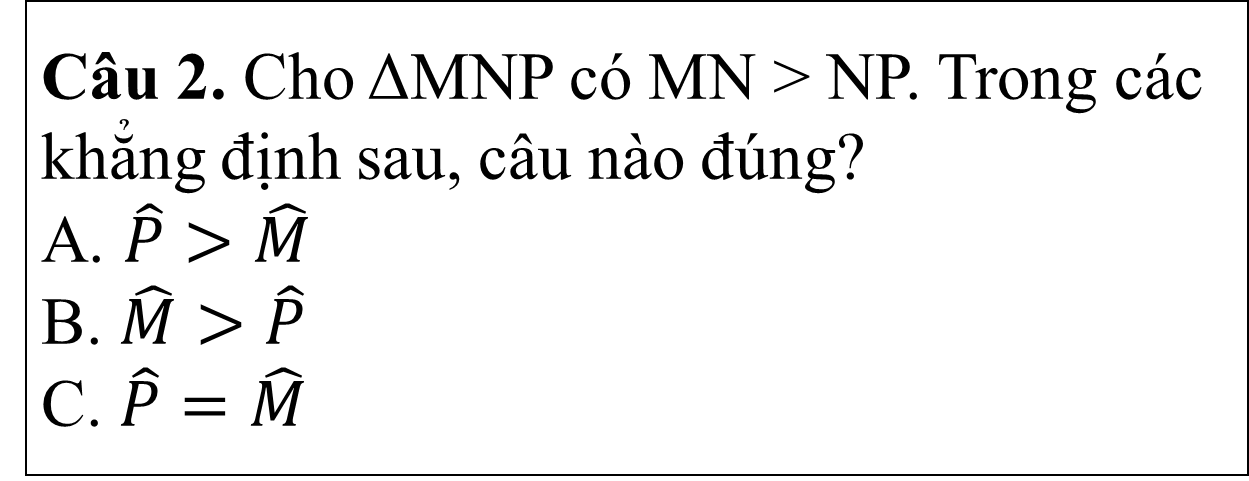 Câu 2. Cho ΔMNP có MN > NP. Trong các
khẳng định sau, câu nào đúng?
A. P̂ > M̂
B. M̂ > P̂
C. P̂ = M̂